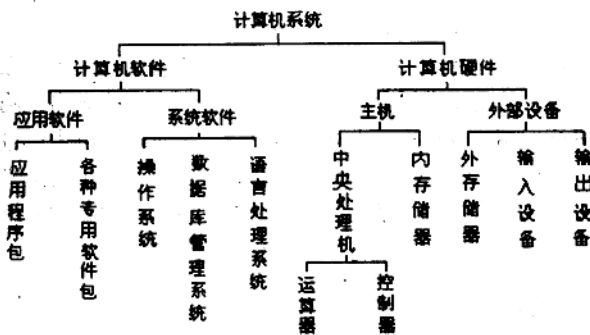 计算机系统
计算机软件
计算机硬件
应用软件
系统软件
主机
外部设备
应用程序包
各种专用软件包
操作系统
数据库管理系统
语言处理系统
中央处理机
内存储器
外存储器
输入设备
输出设备
运算器
控制器